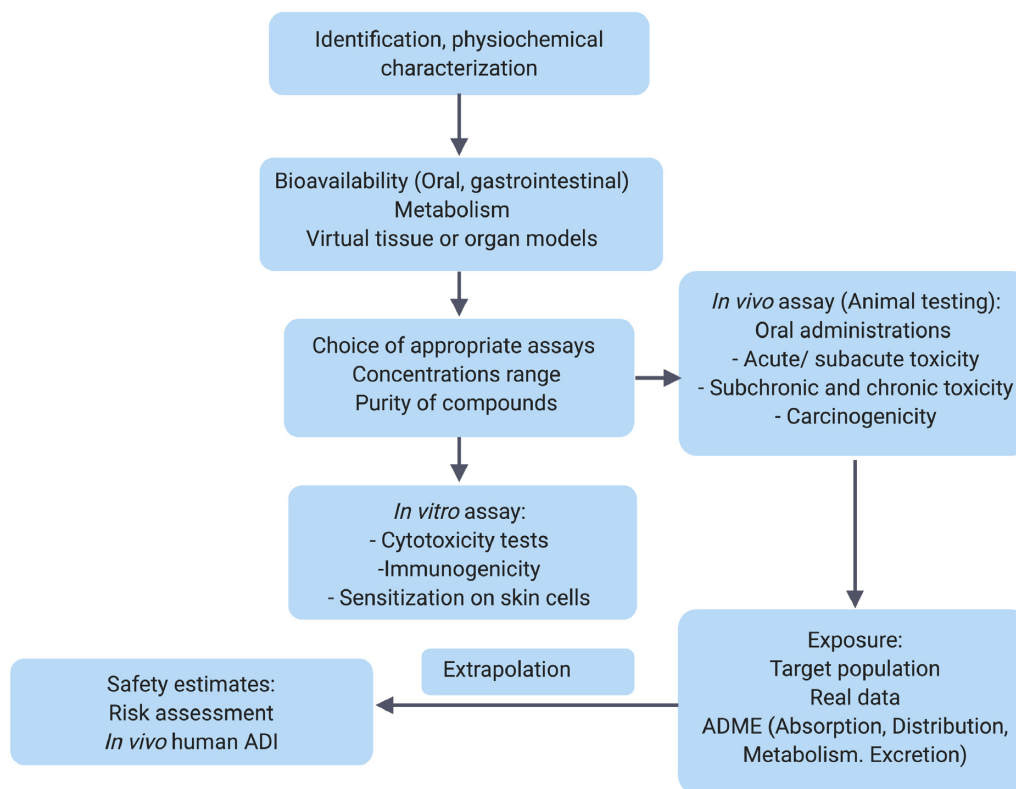 Identification, physiochemical
characterization
Bioavailability (Oral, gastrointestinal)
Metabolism
Virtual tissue or organ models
Choice of appropriate assays
Concentrations range
Purity of compounds
In vivo assay (Animal testing):
Oral administrations
- Acute/ subacute toxicity
- Subchronic and chronic toxicity
- Carcinogenicity
In vitro assay:
- Cytotoxicity tests
-Immunogenicity
- Sensitization on skin cells
Exposure:
Target population
Real data
ADME (Absorption, Distribution,
Metabolism. Excretion)
Extrapolation
Safety estimates:
Risk assessment
In vivo human ADI